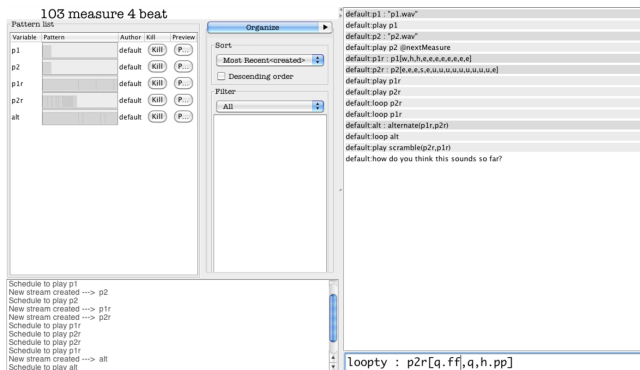 103 measure 4 beat
Pattern list
Variable Pattern Author Kill Preview
p1 default Kill P...
p2 default Kill P...
p1r default Kill P...
p2r default Kill P...
alt default Kill P...
Organize
Sort
Most Recent<created>
Descending order
Filter
All
Schedule to play p1
New stream created ---> p2
Schedule to play p2
New stream created ---> p1r
New stream created ---> p2r
Schedule to play p1r
Schedule to play p2r
Schedule to play p2r
Schedule to play p1r
New stream created ---> alt
Schedule to play alt
default:p1 : "p1.wav"
default:play p1
default:p2 : "p2.wav"
default:play p2 @nextMeasure
default:p1r : p1[w,h,h,e,e,e,e,e,e,e,e]
default:p2r : p2[e,e,e,s,e,u,u,u,u,u,u,u,u,u,e]
default:play p1r
default:play p2r
default:loop p2r
default:loop p1r
default:alt : alternate(p1r,p2r)
default:loop alt
default:play scramble(p2r,p1r)
default:how do you think this sounds so far?
loopty : p2r[q.ff,q,h.pp]